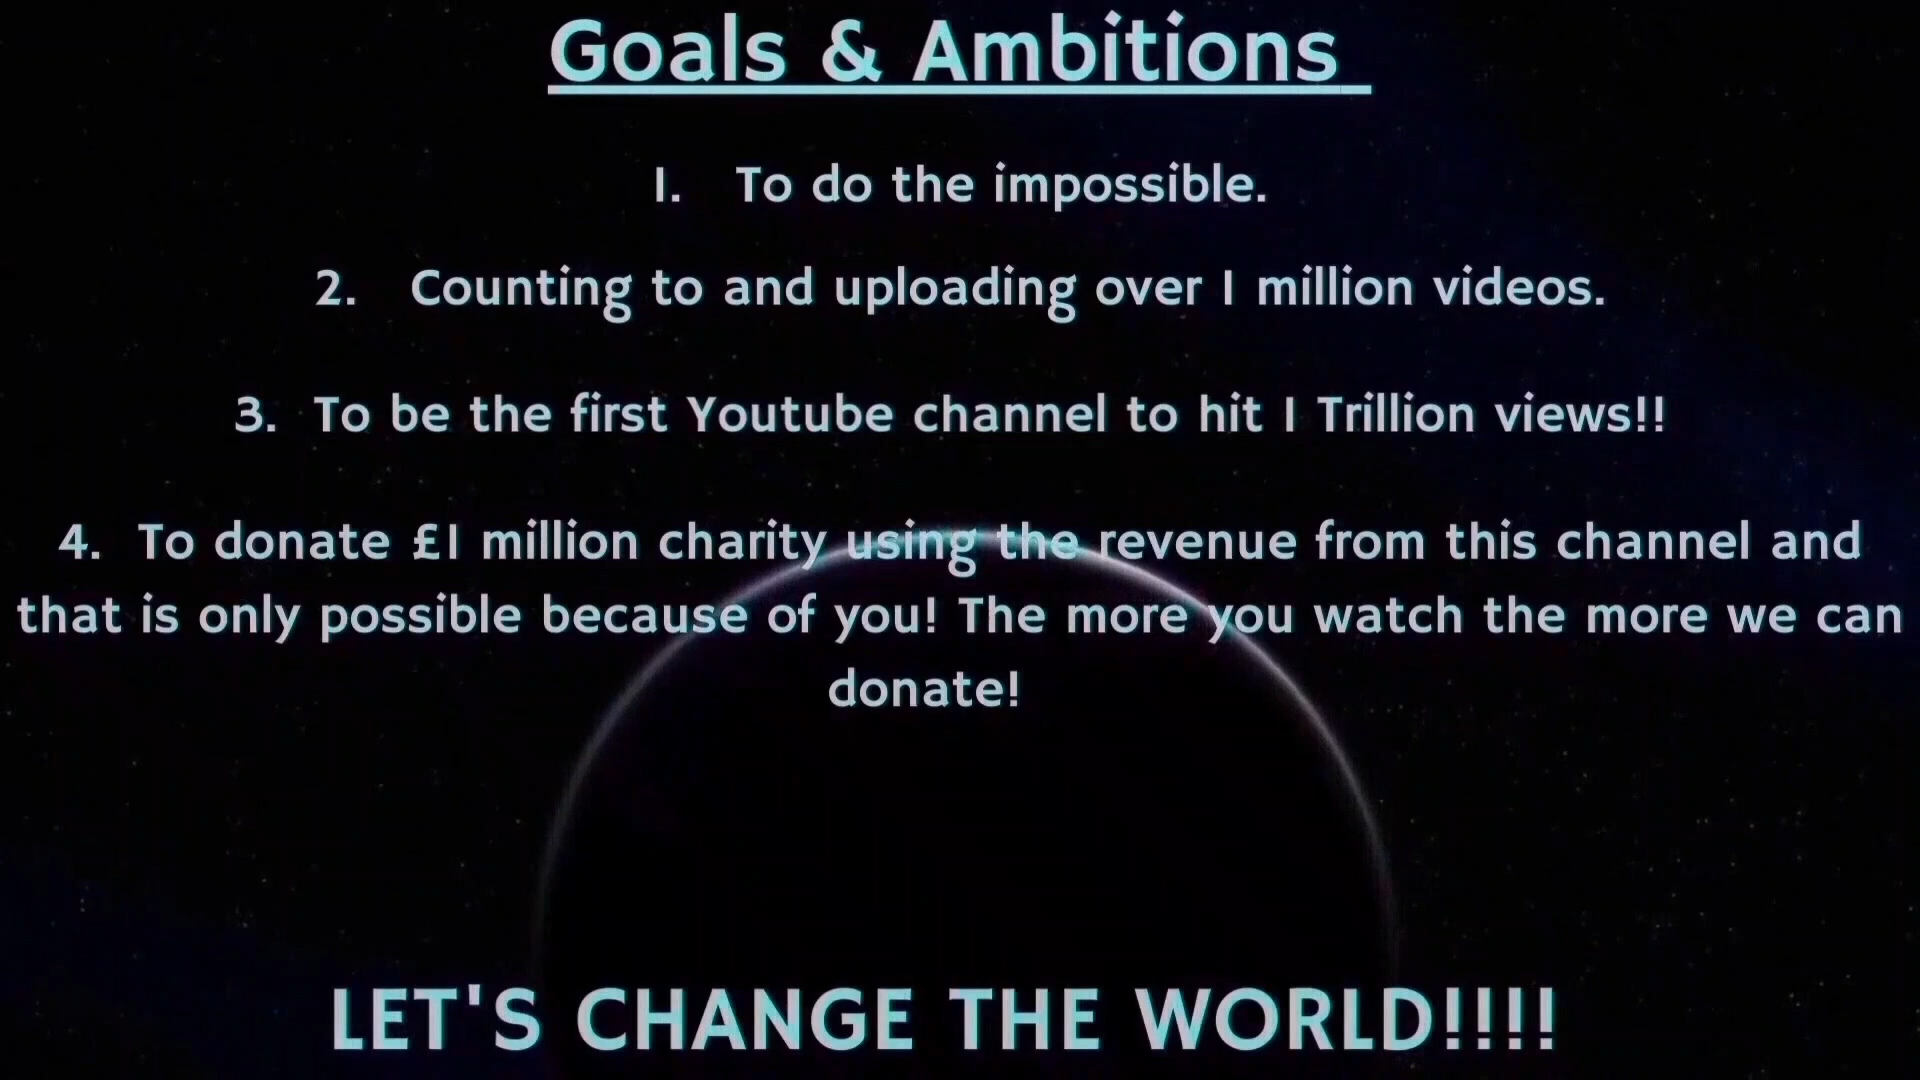 Goals & Ambitions
1. To do the impossible.
2. Counting to and uploading over 1 million videos.
3. To be the first Youtube channel to hit 1 Trillion views!!
4. To donate £1 million charity using the revenue from this channel and
that is only possible because of you! The more you watch the more we can
donate!
LET'S CHANGE THE WORLD!!!!